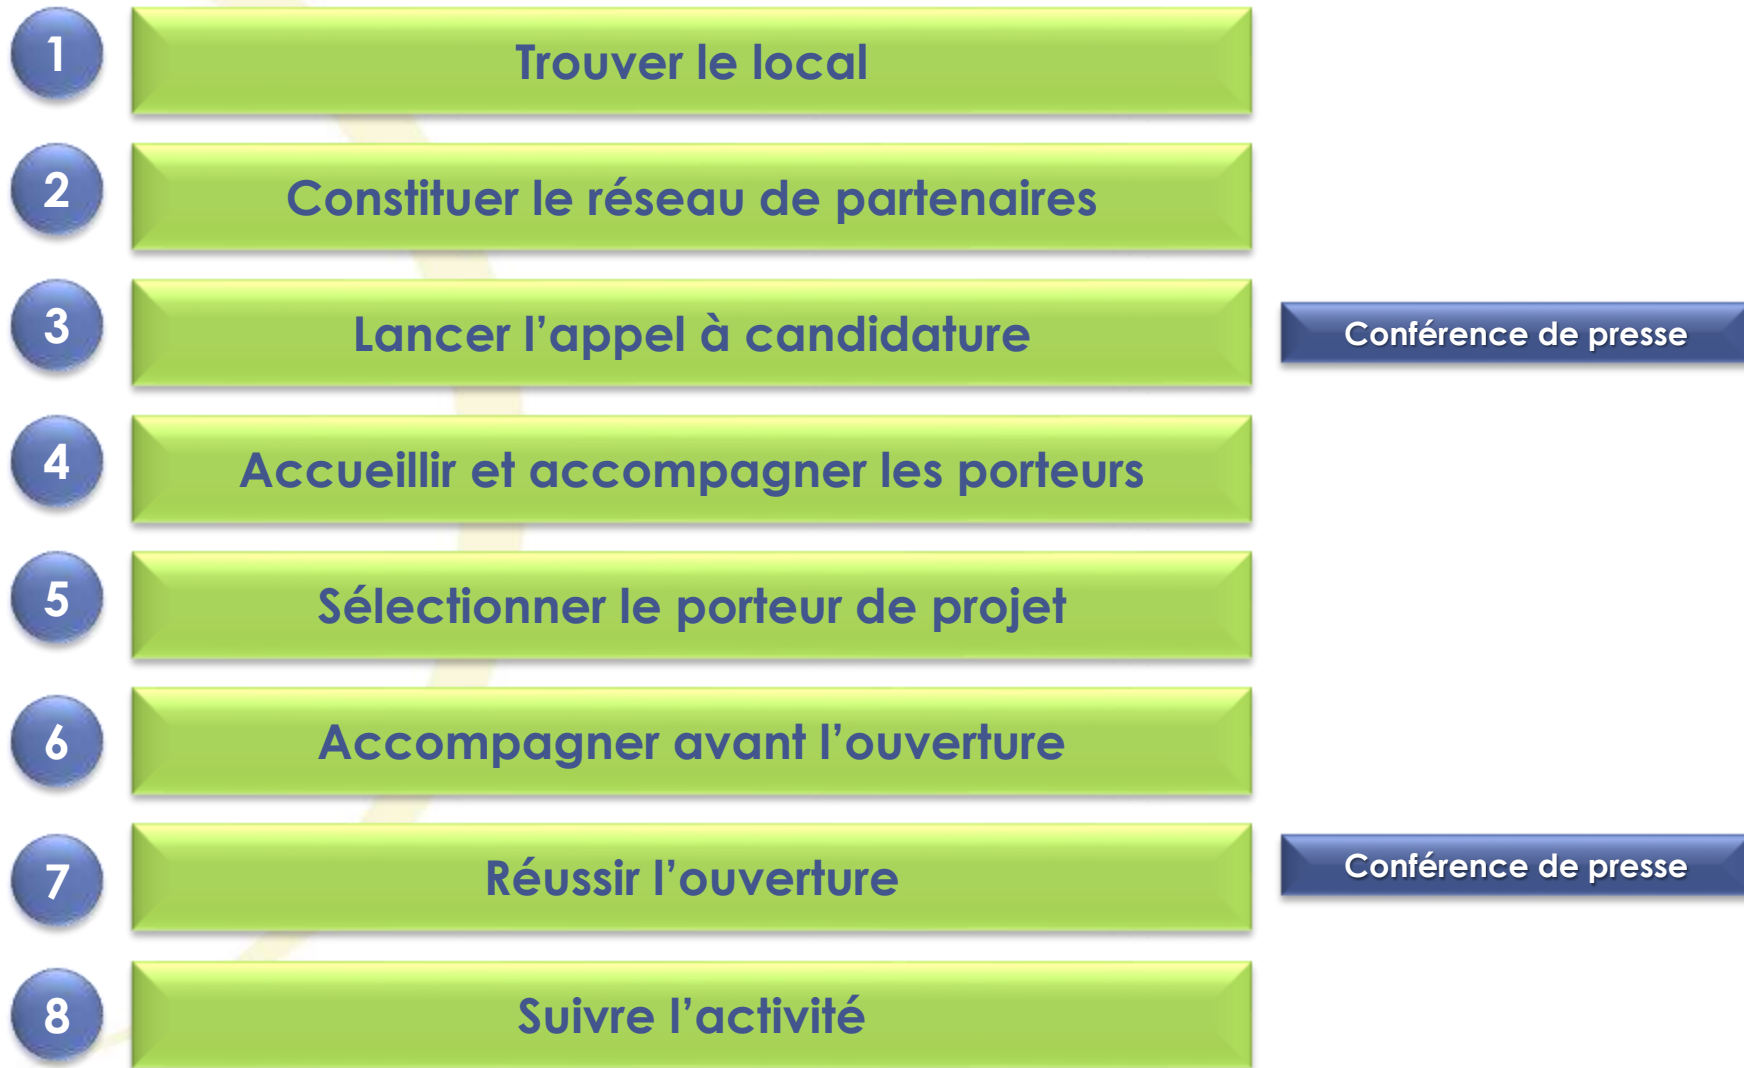 1
Trouver le local
2
Constituer le réseau de partenaires
3
Lancer l’appel à candidature
Conférence de presse
4
Accueillir et accompagner les porteurs
5
Sélectionner le porteur de projet
6
Accompagner avant l’ouverture
7
Réussir l’ouverture
Conférence de presse
8
Suivre l’activité